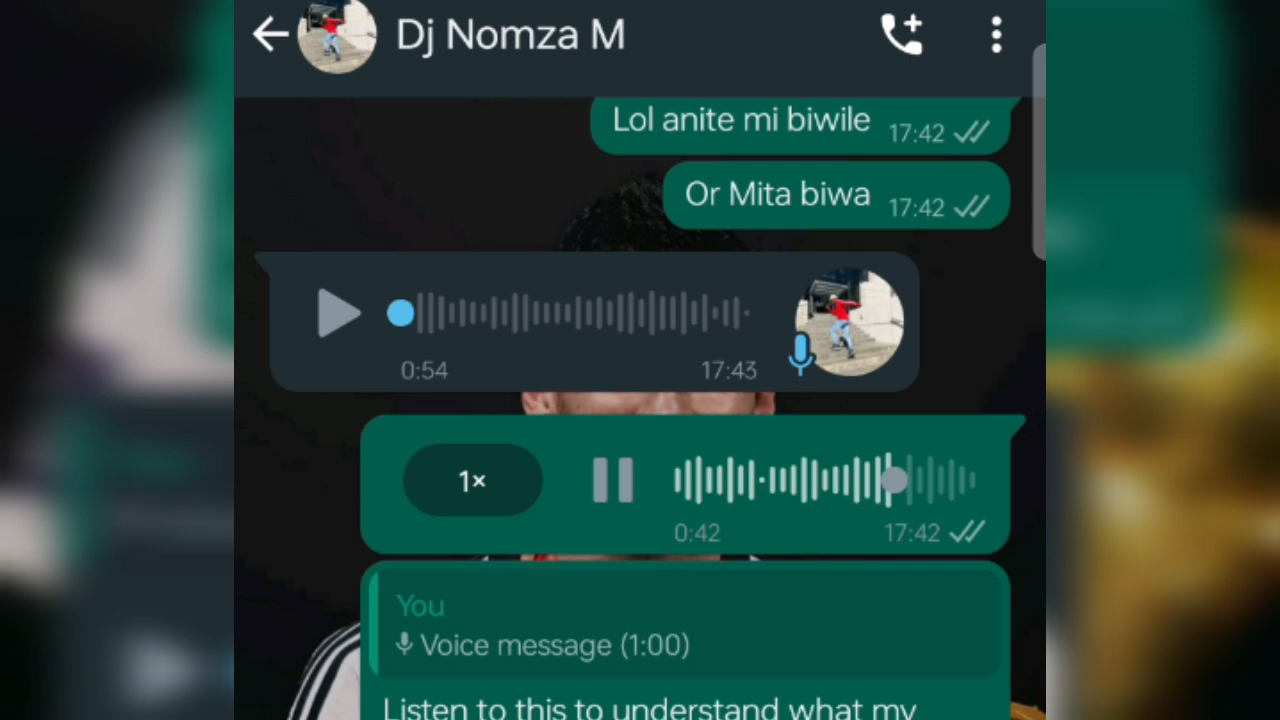 Dj Nomza M
Lol anite mi biwile 17:42
Or Mita biwa 17:42
0:54 17:43
1×
0:42 17:42
You
Voice message (1:00)
Listen to this to understand what my